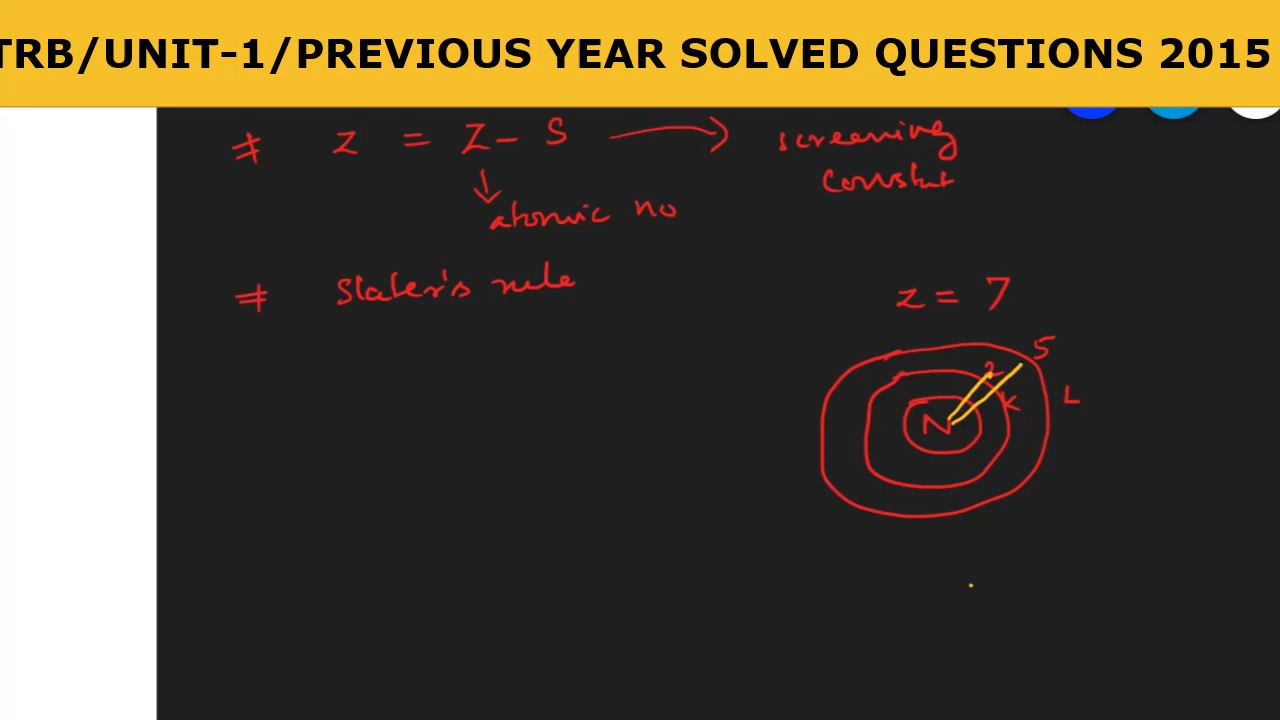 TRB/UNIT-1/PREVIOUS YEAR SOLVED QUESTIONS 2015
⇒ z = Z - S ⟶ screening
constant
↓
atomic no
⇒ Slater's rule
z = 7
5
2
K L
N